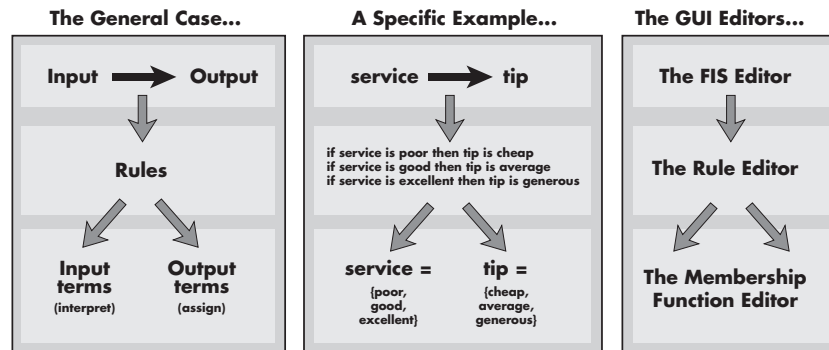 The General Case...
Input
Output
Rules
Input
terms
(interpret)
Output
terms
(assign)
A Specific Example...
service
tip
if service is poor then tip is cheap
if service is good then tip is average
if service is excellent then tip is generous
service =
{poor,
good,
excellent}
tip =
{cheap,
average,
generous}
The GUI Editors...
The FIS Editor
The Rule Editor
The Membership
Function Editor